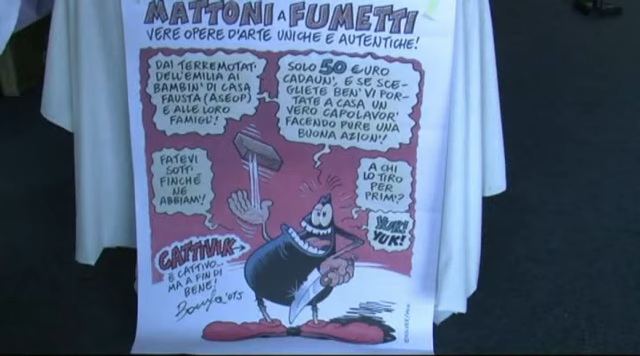 MATTONI A FUMETTI
VERE OPERE D'ARTE UNICHE E AUTENTICHE!
DAI TERREMOTAT'
DELL'EMILIA AI
BAMBIN' DI CASA
FAUSTA (ASEOP)
E ALLE LORO
FAMIGL'!
SOLO 50 €URO
CADAUN', E SE SCE-
GLIETE BEN' VI POR-
TATE A CASA UN
VERO CAPOLAVOR'
FACENDO PURE UNA
BUONA AZION'!
FATEVI
SOTT'
FINCHÉ
NE
ABBIAM'!
A CHI
LO TIRO
PER
PRIM'?
YUK!
YUK!
CATTIVIK
È CATTIVO...
MA A FIN DI
BENE!